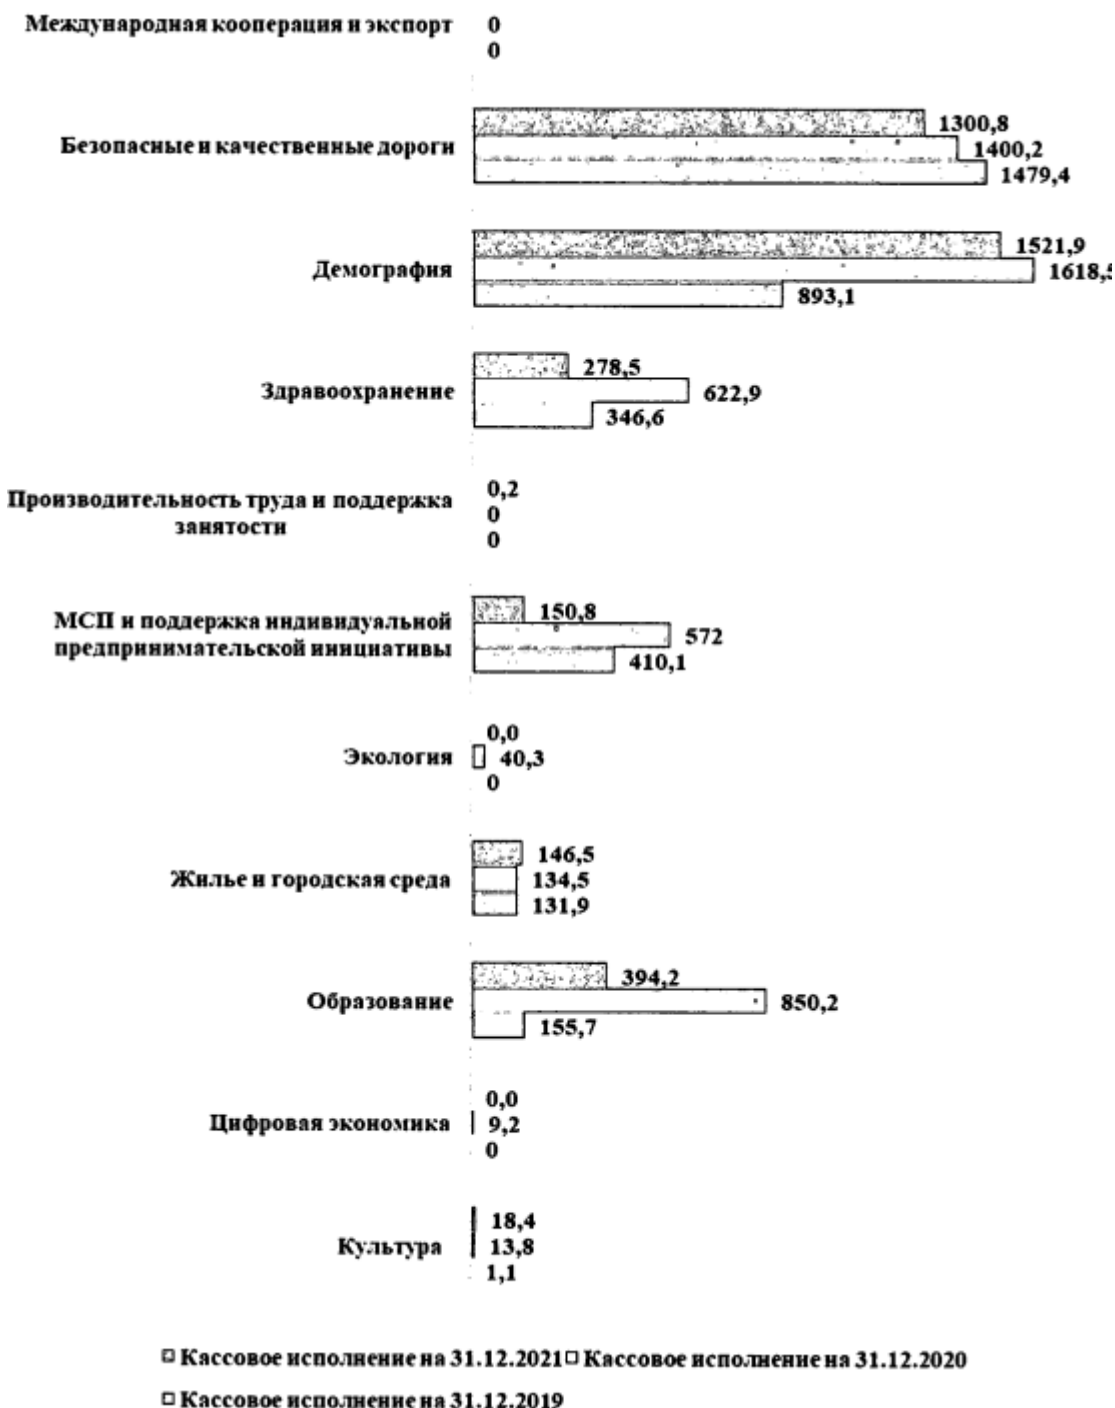 Международная кооперация и экспорт
0
0
Безопасные и качественные дороги
1300,8
1400,2
1479,4
Демография
1521,9
1618,5
893,1
Здравоохранение
278,5
622,9
346,6
Производительность труда и поддержка
занятости
0,2
0
0
МСП и поддержка индивидуальной
предпринимательской инициативы
150,8
572
410,1
Экология
0,0
40,3
0
Жилье и городская среда
146,5
134,5
131,9
Образование
394,2
850,2
155,7
Цифровая экономика
0,0
9,2
0
Культура
18,4
13,8
1,1
Кассовое исполнение на 31.12.2021 Кассовое исполнение на 31.12.2020
Кассовое исполнение на 31.12.2019